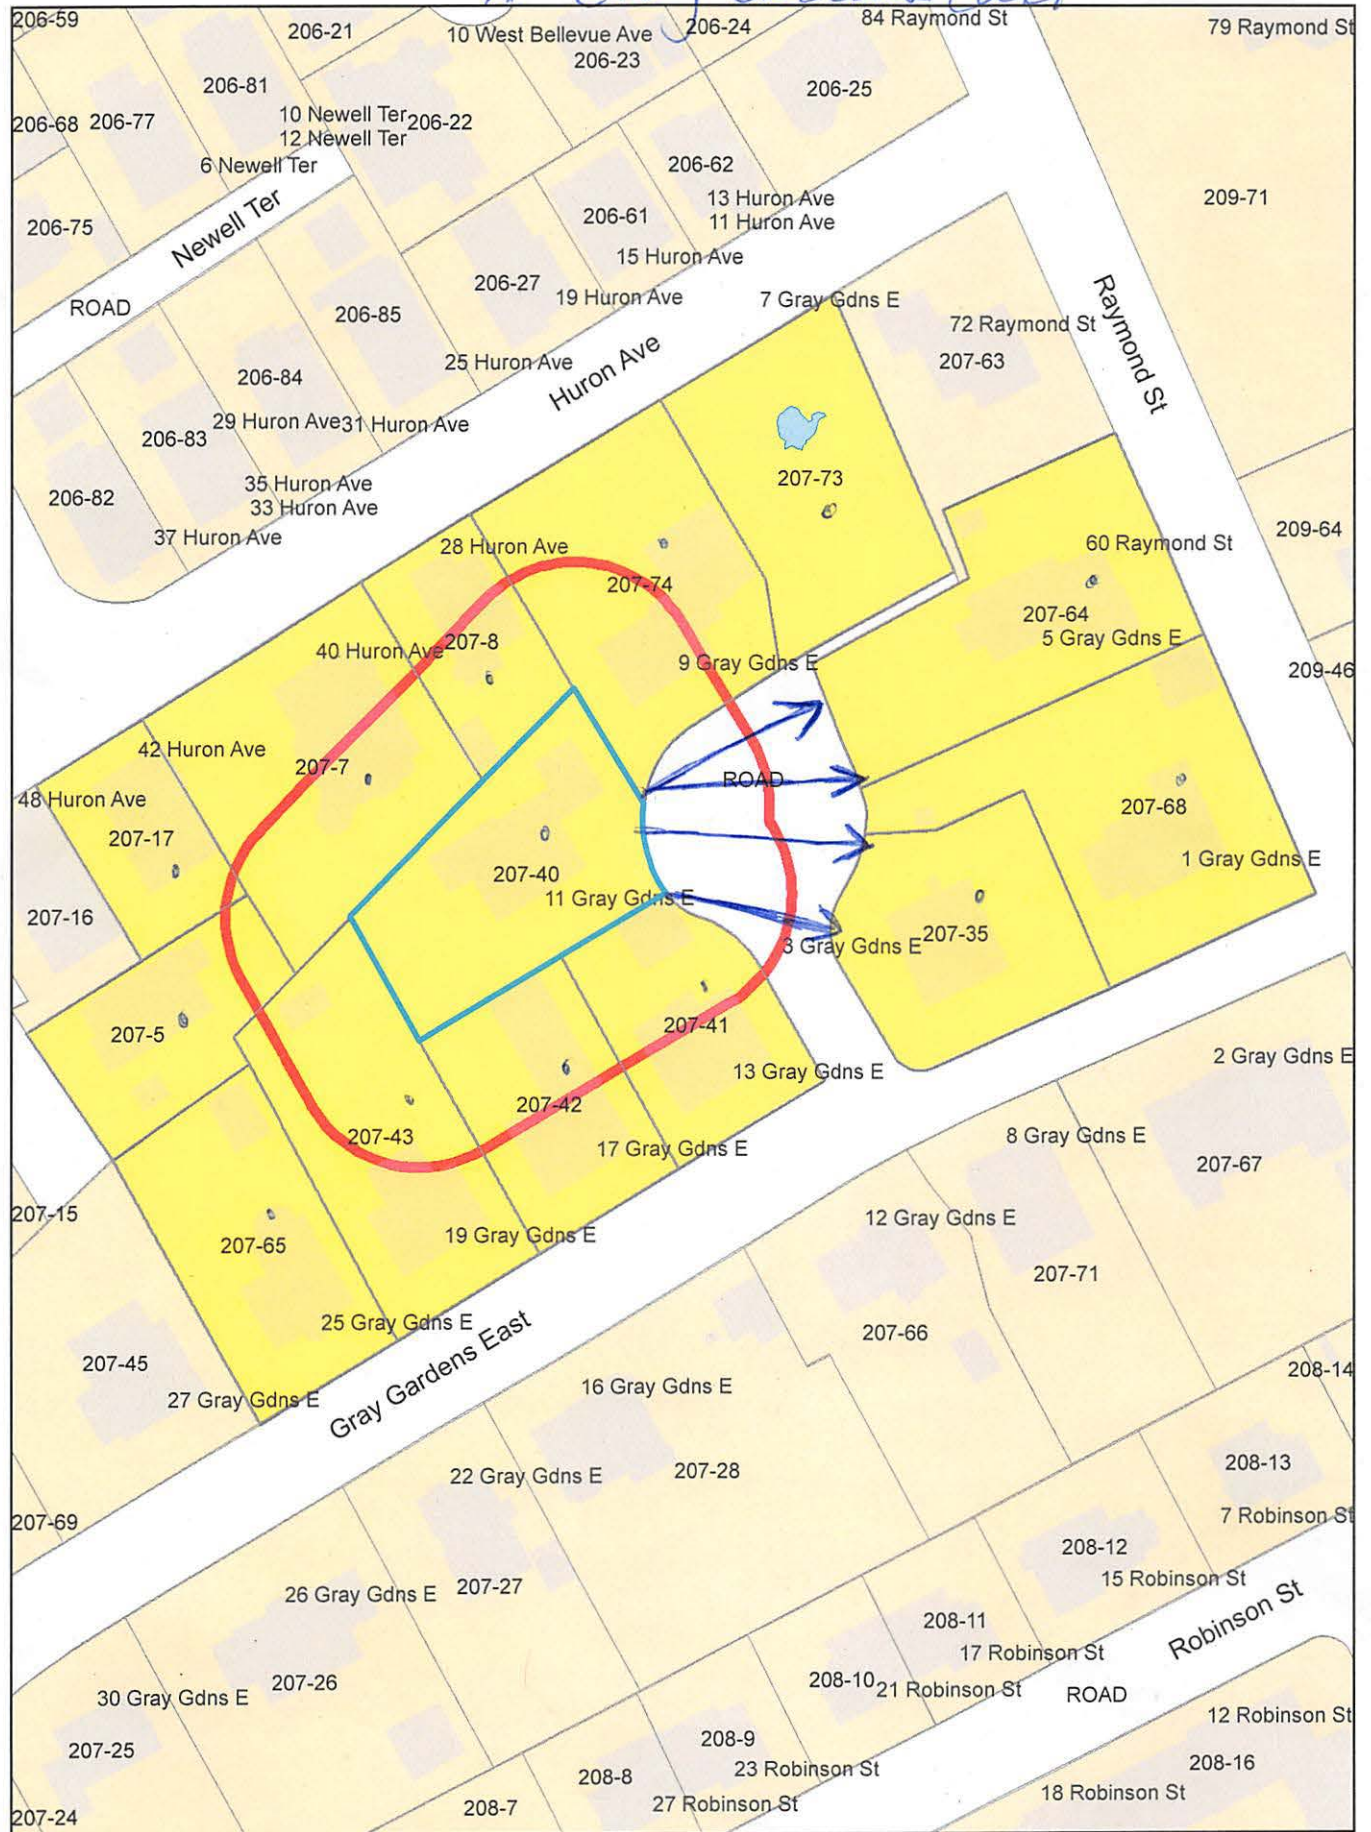 11 Gray Gardens East
206-59
206-21
10 West Bellevue Ave
206-24
84 Raymond St
79 Raymond St
206-23
206-81
206-25
206-68
206-77
10 Newell Ter
206-22
12 Newell Ter
6 Newell Ter
206-62
13 Huron Ave
209-71
206-61
11 Huron Ave
206-75
Newell Ter
15 Huron Ave
206-27
19 Huron Ave
7 Gray Gdns E
ROAD
206-85
72 Raymond St
Raymond St
207-63
25 Huron Ave
Huron Ave
206-84
29 Huron Ave
31 Huron Ave
206-83
207-73
35 Huron Ave
206-82
33 Huron Ave
37 Huron Ave
209-64
28 Huron Ave
60 Raymond St
207-74
207-64
5 Gray Gdns E
207-8
40 Huron Ave
9 Gray Gdns E
209-46
42 Huron Ave
207-7
ROAD
48 Huron Ave
207-68
207-17
1 Gray Gdns E
207-40
11 Gray Gdns E
207-16
207-35
3 Gray Gdns E
207-5
207-41
2 Gray Gdns E
13 Gray Gdns E
207-42
8 Gray Gdns E
207-43
17 Gray Gdns E
207-67
207-15
12 Gray Gdns E
19 Gray Gdns E
207-65
207-71
25 Gray Gdns E
207-66
Gray Gardens East
207-45
208-14
16 Gray Gdns E
27 Gray Gdns E
208-13
207-28
22 Gray Gdns E
7 Robinson St
207-69
208-12
15 Robinson St
207-27
26 Gray Gdns E
208-11
Robinson St
17 Robinson St
207-26
208-10
21 Robinson St
ROAD
30 Gray Gdns E
12 Robinson St
208-9
207-25
208-16
23 Robinson St
208-8
18 Robinson St
27 Robinson St
208-7
207-24